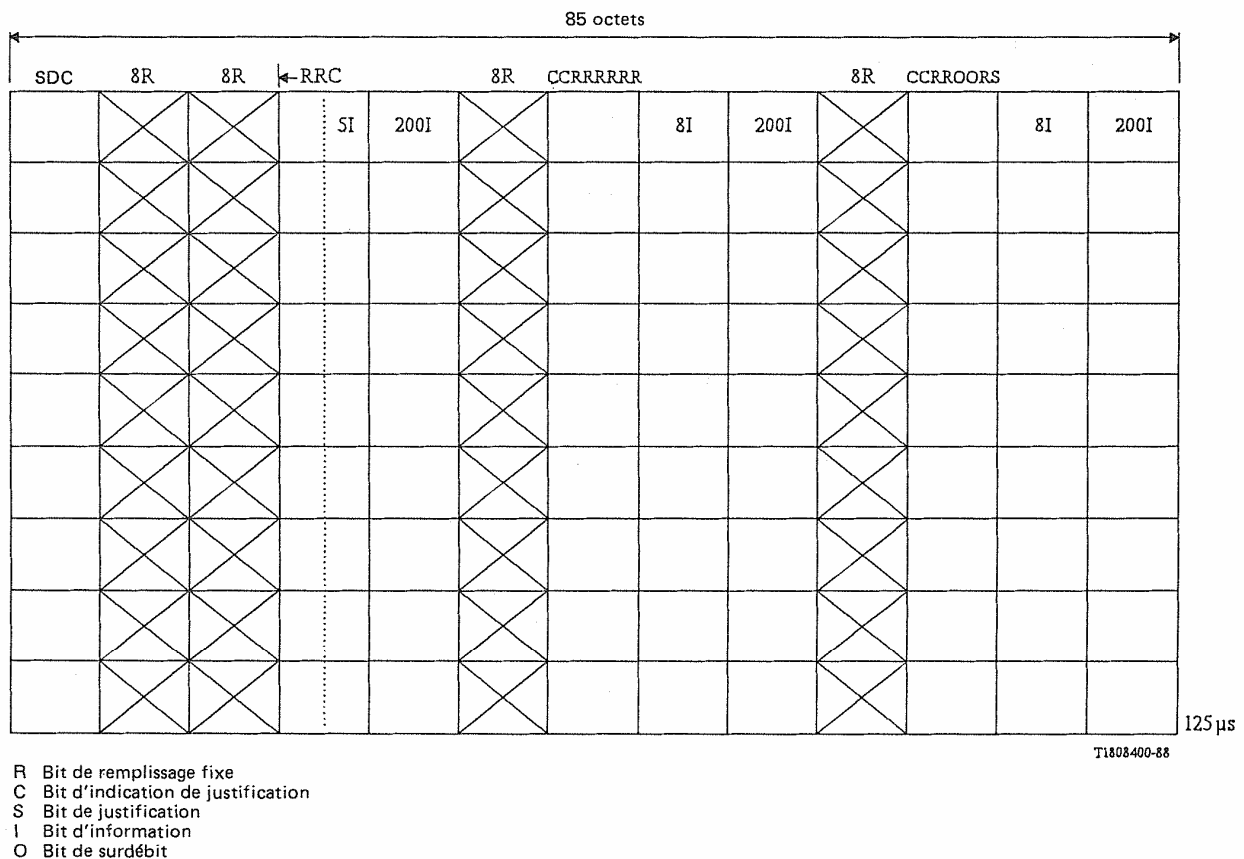 85 octets
SDC 8R 8R ←RRC 8R CCRRRRRR 8R CCRROORS
5I 200I 8I 200I 8I 200I
125 µs
T1808400-88
R Bit de remplissage fixe
C Bit d'indication de justification
S Bit de justification
I Bit d'information
O Bit de surdébit